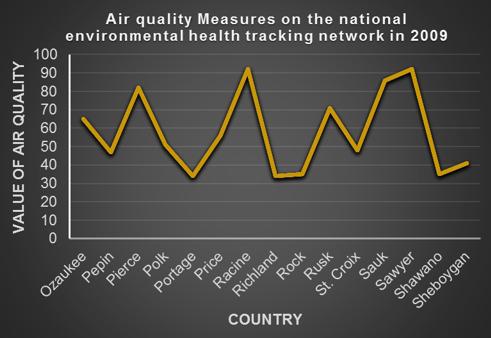 Air quality Measures on the national
environmental health tracking network in 2009
VALUE OF AIR QUALITY
100
90
80
70
60
50
40
30
20
10
0
Ozaukee
Pepin
Pierce
Polk
Portage
Price
Racine
Richland
Rock
Rusk
St. Croix
Sauk
Sawyer
Shawano
Sheboygan
COUNTRY